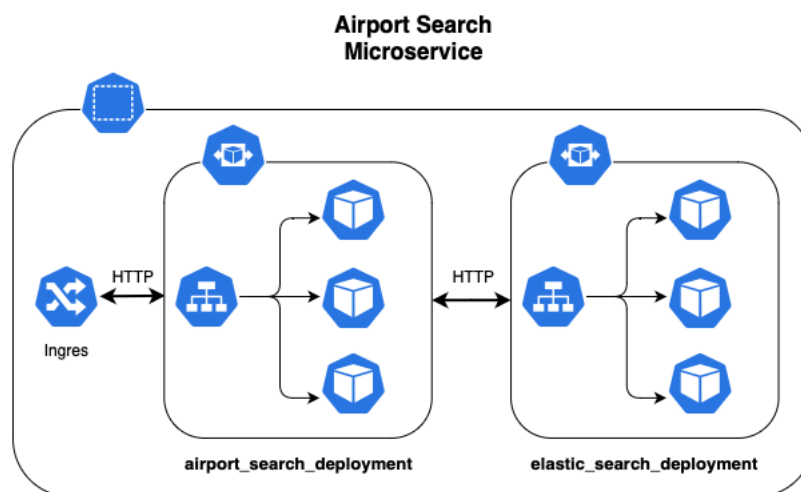 Airport Search
Microservice
HTTP
HTTP
Ingres
airport_search_deployment
elastic_search_deployment